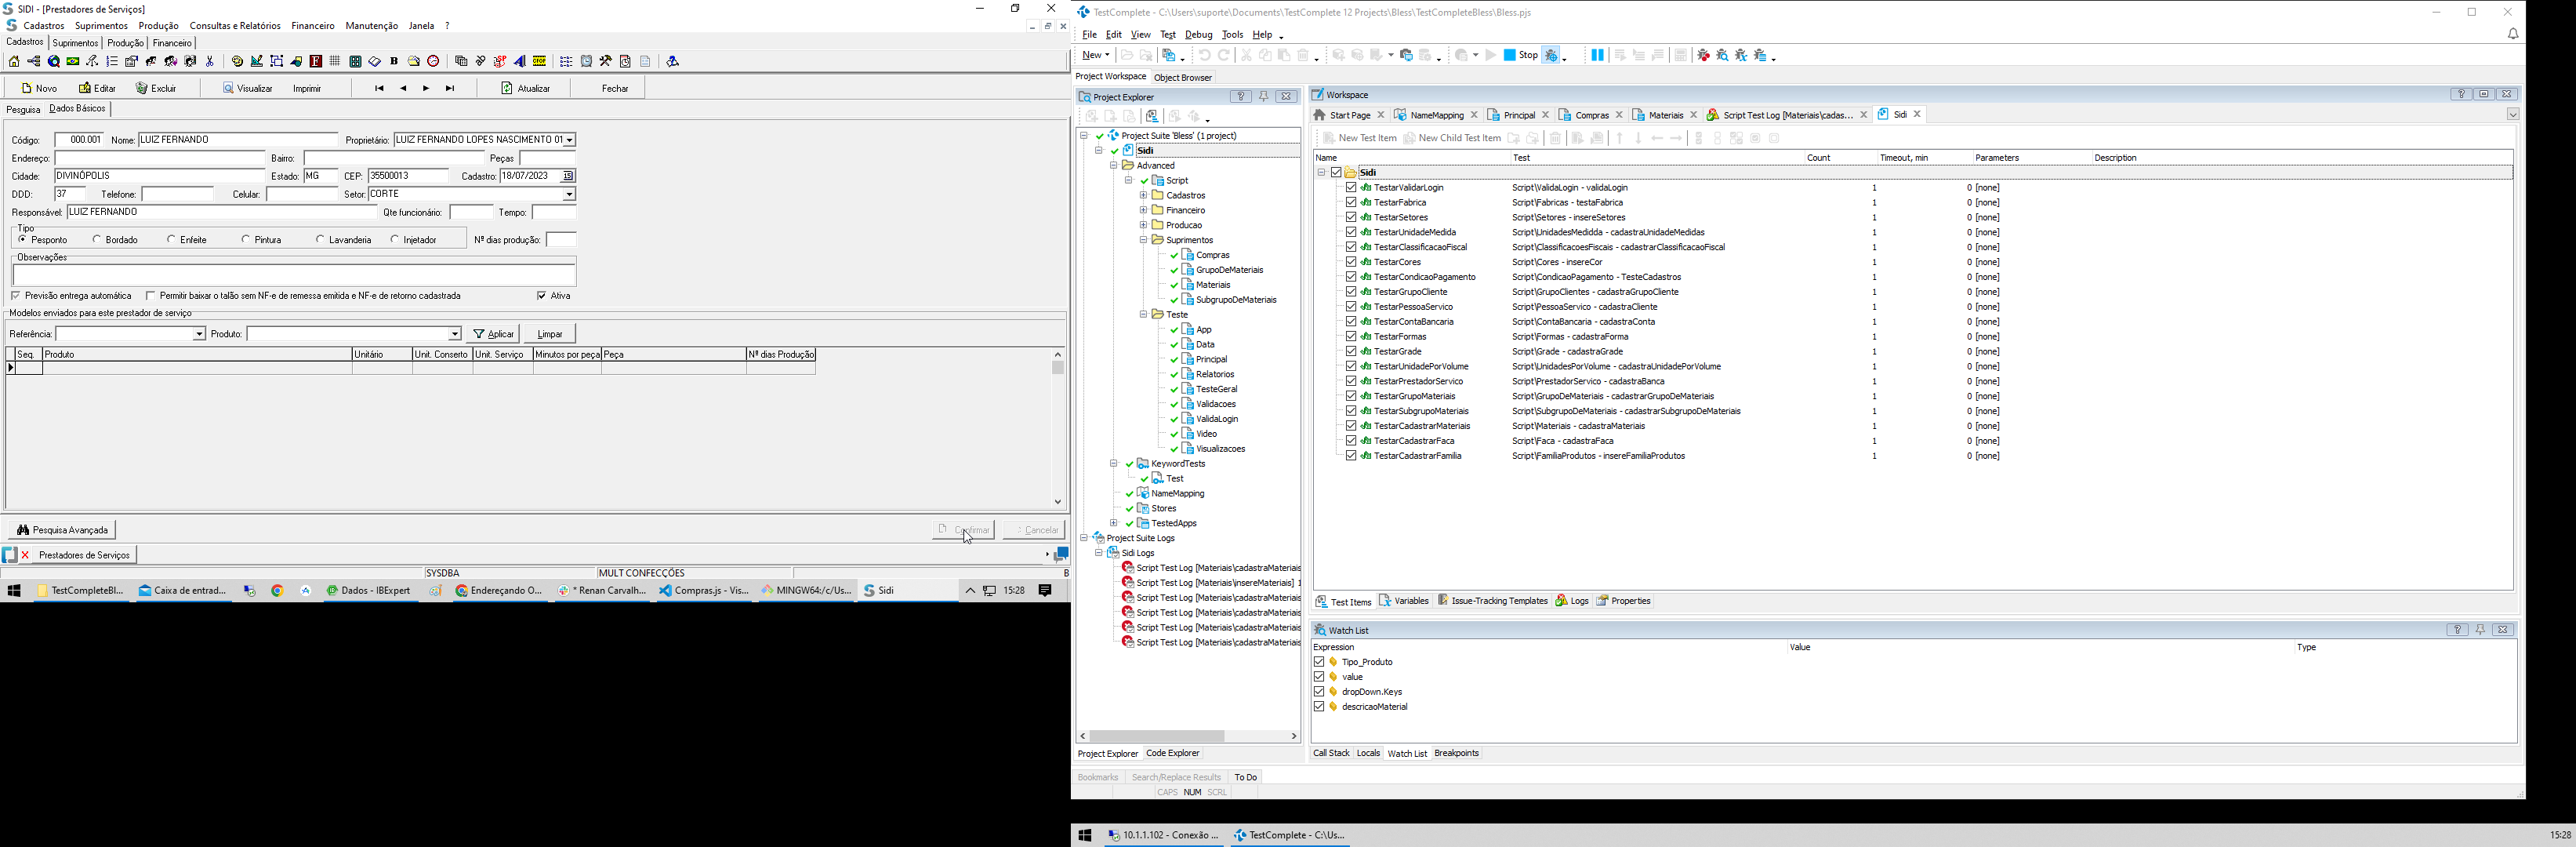 SIDI - [Prestadores de Serviços]
Cadastros Suprimentos Produção Consultas e Relatórios Financeiro Manutenção Janela ?
Cadastros Suprimentos Produção Financeiro
Novo Editar Excluir Visualizar Imprimir Atualizar Fechar
Pesquisa Dados Básicos
Código: 000.001 Nome: LUIZ FERNANDO Proprietário: LUIZ FERNANDO LOPES NASCIMENTO 01
Endereço: Bairro: Peças
Cidade: DIVINÓPOLIS Estado: MG CEP: 35500013 Cadastro: 18/07/2023
DDD: 37 Telefone: Celular: Setor: CORTE
Responsável: LUIZ FERNANDO Qte funcionário: Tempo:
Tipo
Pesponto Bordado Enfeite Pintura Lavanderia Injetador Nº dias produção:
Observações
Previsão entrega automática Permitir baixar o talão sem NF-e de remessa emitida e NF-e de retorno cadastrada Ativa
Modelos enviados para este prestador de serviço
Referência: Produto: Aplicar Limpar
Seq. Produto Unitário Unit. Conserto Unit. Serviço Minutos por peça Peça Nº dias Produção
Pesquisa Avançada Confirmar Cancelar
Prestadores de Serviços
SYSDBA MULT CONFECÇÕES B
TestCompleteBl... Caixa de entrad... Dados - IBExpert Endereçando O... * Renan Carvalh... Compras.js - Vis... MINGW64:/c/Us... Sidi 15:28
TestComplete - C:\Users\suporte\Documents\TestComplete 12 Projects\Bless\TestCompleteBless\Bless.pjs
File Edit View Test Debug Tools Help
New Stop
Project Workspace Object Browser
Project Explorer
Project Suite 'Bless' (1 project)
Sidi
Advanced
Script
Cadastros
Financeiro
Producao
Suprimentos
Compras
GrupoDeMateriais
Materiais
SubgrupoDeMateriais
Teste
App
Data
Principal
Relatorios
TesteGeral
Validacoes
ValidaLogin
Video
Visualizacoes
KeywordTests
Test
NameMapping
Stores
TestedApps
Project Suite Logs
Sidi Logs
Script Test Log [Materiais\cadastraMateriais
Script Test Log [Materiais\insereMateriais] 1
Script Test Log [Materiais\cadastraMateriais
Script Test Log [Materiais\cadastraMateriais
Script Test Log [Materiais\cadastraMateriais
Script Test Log [Materiais\cadastraMateriais
Project Explorer Code Explorer
Workspace
Start Page NameMapping Principal Compras Materiais Script Test Log [Materiais\cadas... Sidi
New Test Item New Child Test Item
Name Test Count Timeout, min Parameters Description
Sidi
TestarValidarLogin Script\ValidaLogin - validaLogin 1 0 [none]
TestarFabrica Script\Fabricas - testaFabrica 1 0 [none]
TestarSetores Script\Setores - insereSetores 1 0 [none]
TestarUnidadeMedida Script\UnidadesMedidda - cadastraUnidadeMedidas 1 0 [none]
TestarClassificacaoFiscal Script\ClassificacoesFiscais - cadastrarClassificacaoFiscal 1 0 [none]
TestarCores Script\Cores - insereCor 1 0 [none]
TestarCondicaoPagamento Script\CondicaoPagamento - TesteCadastros 1 0 [none]
TestarGrupoCliente Script\GrupoClientes - cadastraGrupoCliente 1 0 [none]
TestarPessoaServico Script\PessoaServico - cadastraCliente 1 0 [none]
TestarContaBancaria Script\ContaBancaria - cadastraConta 1 0 [none]
TestarFormas Script\Formas - cadastraForma 1 0 [none]
TestarGrade Script\Grade - cadastraGrade 1 0 [none]
TestarUnidadePorVolume Script\UnidadesPorVolume - cadastraUnidadePorVolume 1 0 [none]
TestarPrestadorServico Script\PrestadorServico - cadastraBanca 1 0 [none]
TestarGrupoMateriais Script\GrupoDeMateriais - cadastrarGrupoDeMateriais 1 0 [none]
TestarSubgrupoMateriais Script\SubgrupoDeMateriais - cadastrarSubgrupoDeMateriais 1 0 [none]
TestarCadastrarMateriais Script\Materiais - cadastraMateriais 1 0 [none]
TestarCadastrarFaca Script\Faca - cadastraFaca 1 0 [none]
TestarCadastrarFamilia Script\FamiliaProdutos - insereFamiliaProdutos 1 0 [none]
Test Items Variables Issue-Tracking Templates Logs Properties
Watch List
Expression Value Type
Tipo_Produto
value
dropDown.Keys
descricaoMaterial
Call Stack Locals Watch List Breakpoints
Bookmarks Search/Replace Results To Do
CAPS NUM SCRL
10.1.1.102 - Conexão ... TestComplete - C:\Us... 15:28